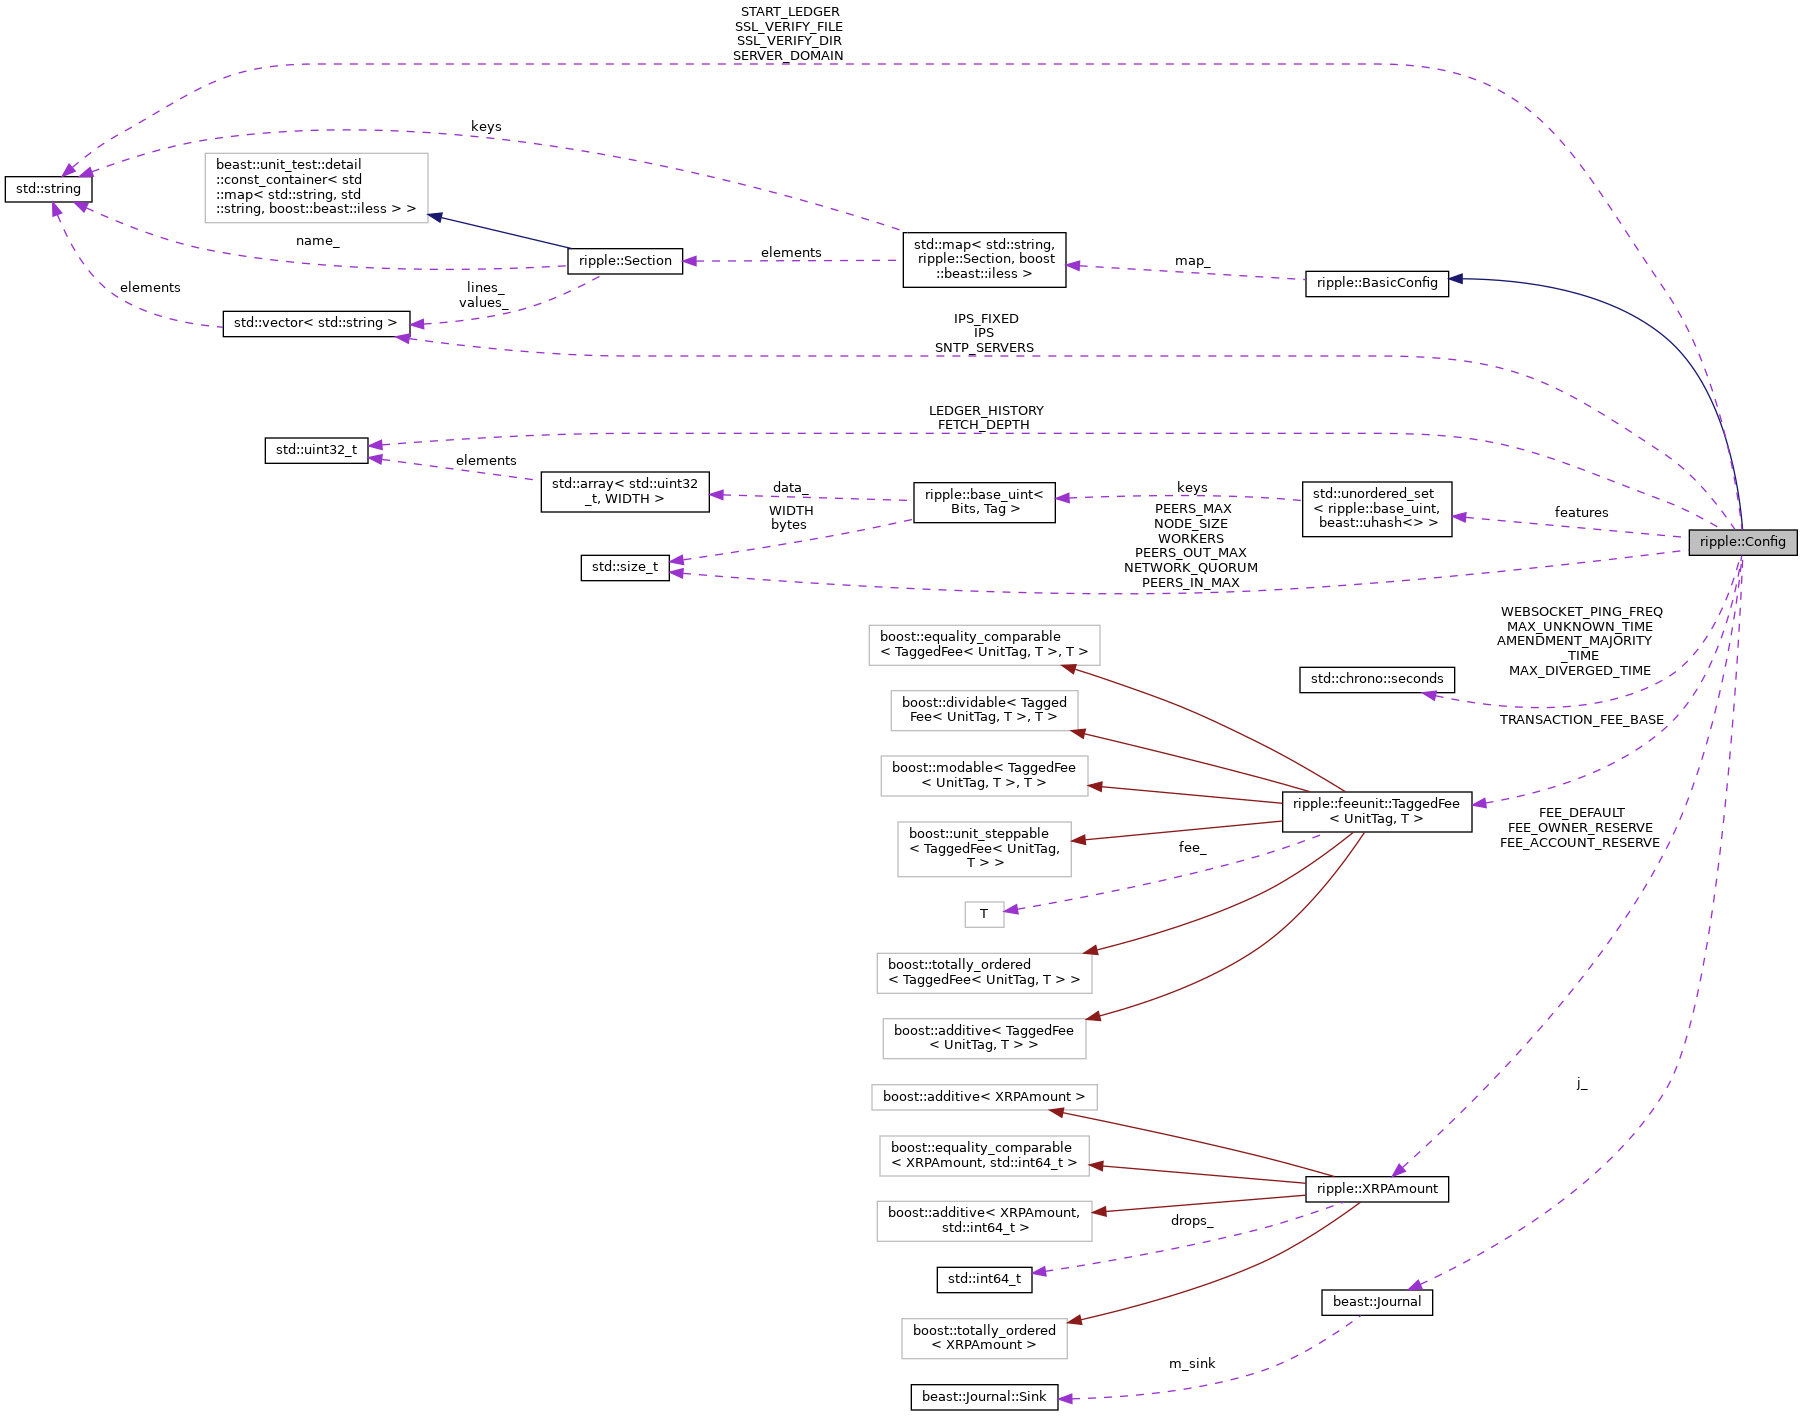 START_LEDGER
SSL_VERIFY_FILE
SSL_VERIFY_DIR
SERVER_DOMAIN
keys
std::string
beast::unit_test::detail
::const_container< std
::map< std::string, std
::string, boost::beast::iless > >
name_
elements
ripple::Section
lines_
values_
std::vector< std::string >
elements
std::map< std::string,
ripple::Section, boost
::beast::iless >
map_
ripple::BasicConfig
IPS_FIXED
IPS
SNTP_SERVERS
LEDGER_HISTORY
FETCH_DEPTH
std::uint32_t
elements
std::array< std::uint32
_t, WIDTH >
data_
WIDTH
bytes
ripple::base_uint<
Bits, Tag >
keys
std::unordered_set
< ripple::base_uint,
beast::uhash<> >
features
ripple::Config
std::size_t
PEERS_MAX
NODE_SIZE
WORKERS
PEERS_OUT_MAX
NETWORK_QUORUM
PEERS_IN_MAX
WEBSOCKET_PING_FREQ
MAX_UNKNOWN_TIME
AMENDMENT_MAJORITY
_TIME
MAX_DIVERGED_TIME
std::chrono::seconds
TRANSACTION_FEE_BASE
boost::equality_comparable
< TaggedFee< UnitTag, T >, T >
boost::dividable< Tagged
Fee< UnitTag, T >, T >
boost::modable< TaggedFee
< UnitTag, T >, T >
boost::unit_steppable
< TaggedFee< UnitTag,
T > >
ripple::feeunit::TaggedFee
< UnitTag, T >
fee_
T
FEE_DEFAULT
FEE_OWNER_RESERVE
FEE_ACCOUNT_RESERVE
boost::totally_ordered
< TaggedFee< UnitTag, T > >
boost::additive< TaggedFee
< UnitTag, T > >
j_
boost::additive< XRPAmount >
boost::equality_comparable
< XRPAmount, std::int64_t >
boost::additive< XRPAmount,
std::int64_t >
ripple::XRPAmount
drops_
std::int64_t
boost::totally_ordered
< XRPAmount >
beast::Journal
m_sink
beast::Journal::Sink